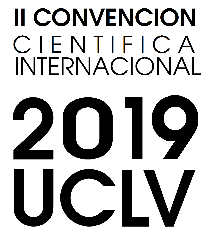 II CONVENCION
CIENTIFICA
INTERNACIONAL
2019
UCLV